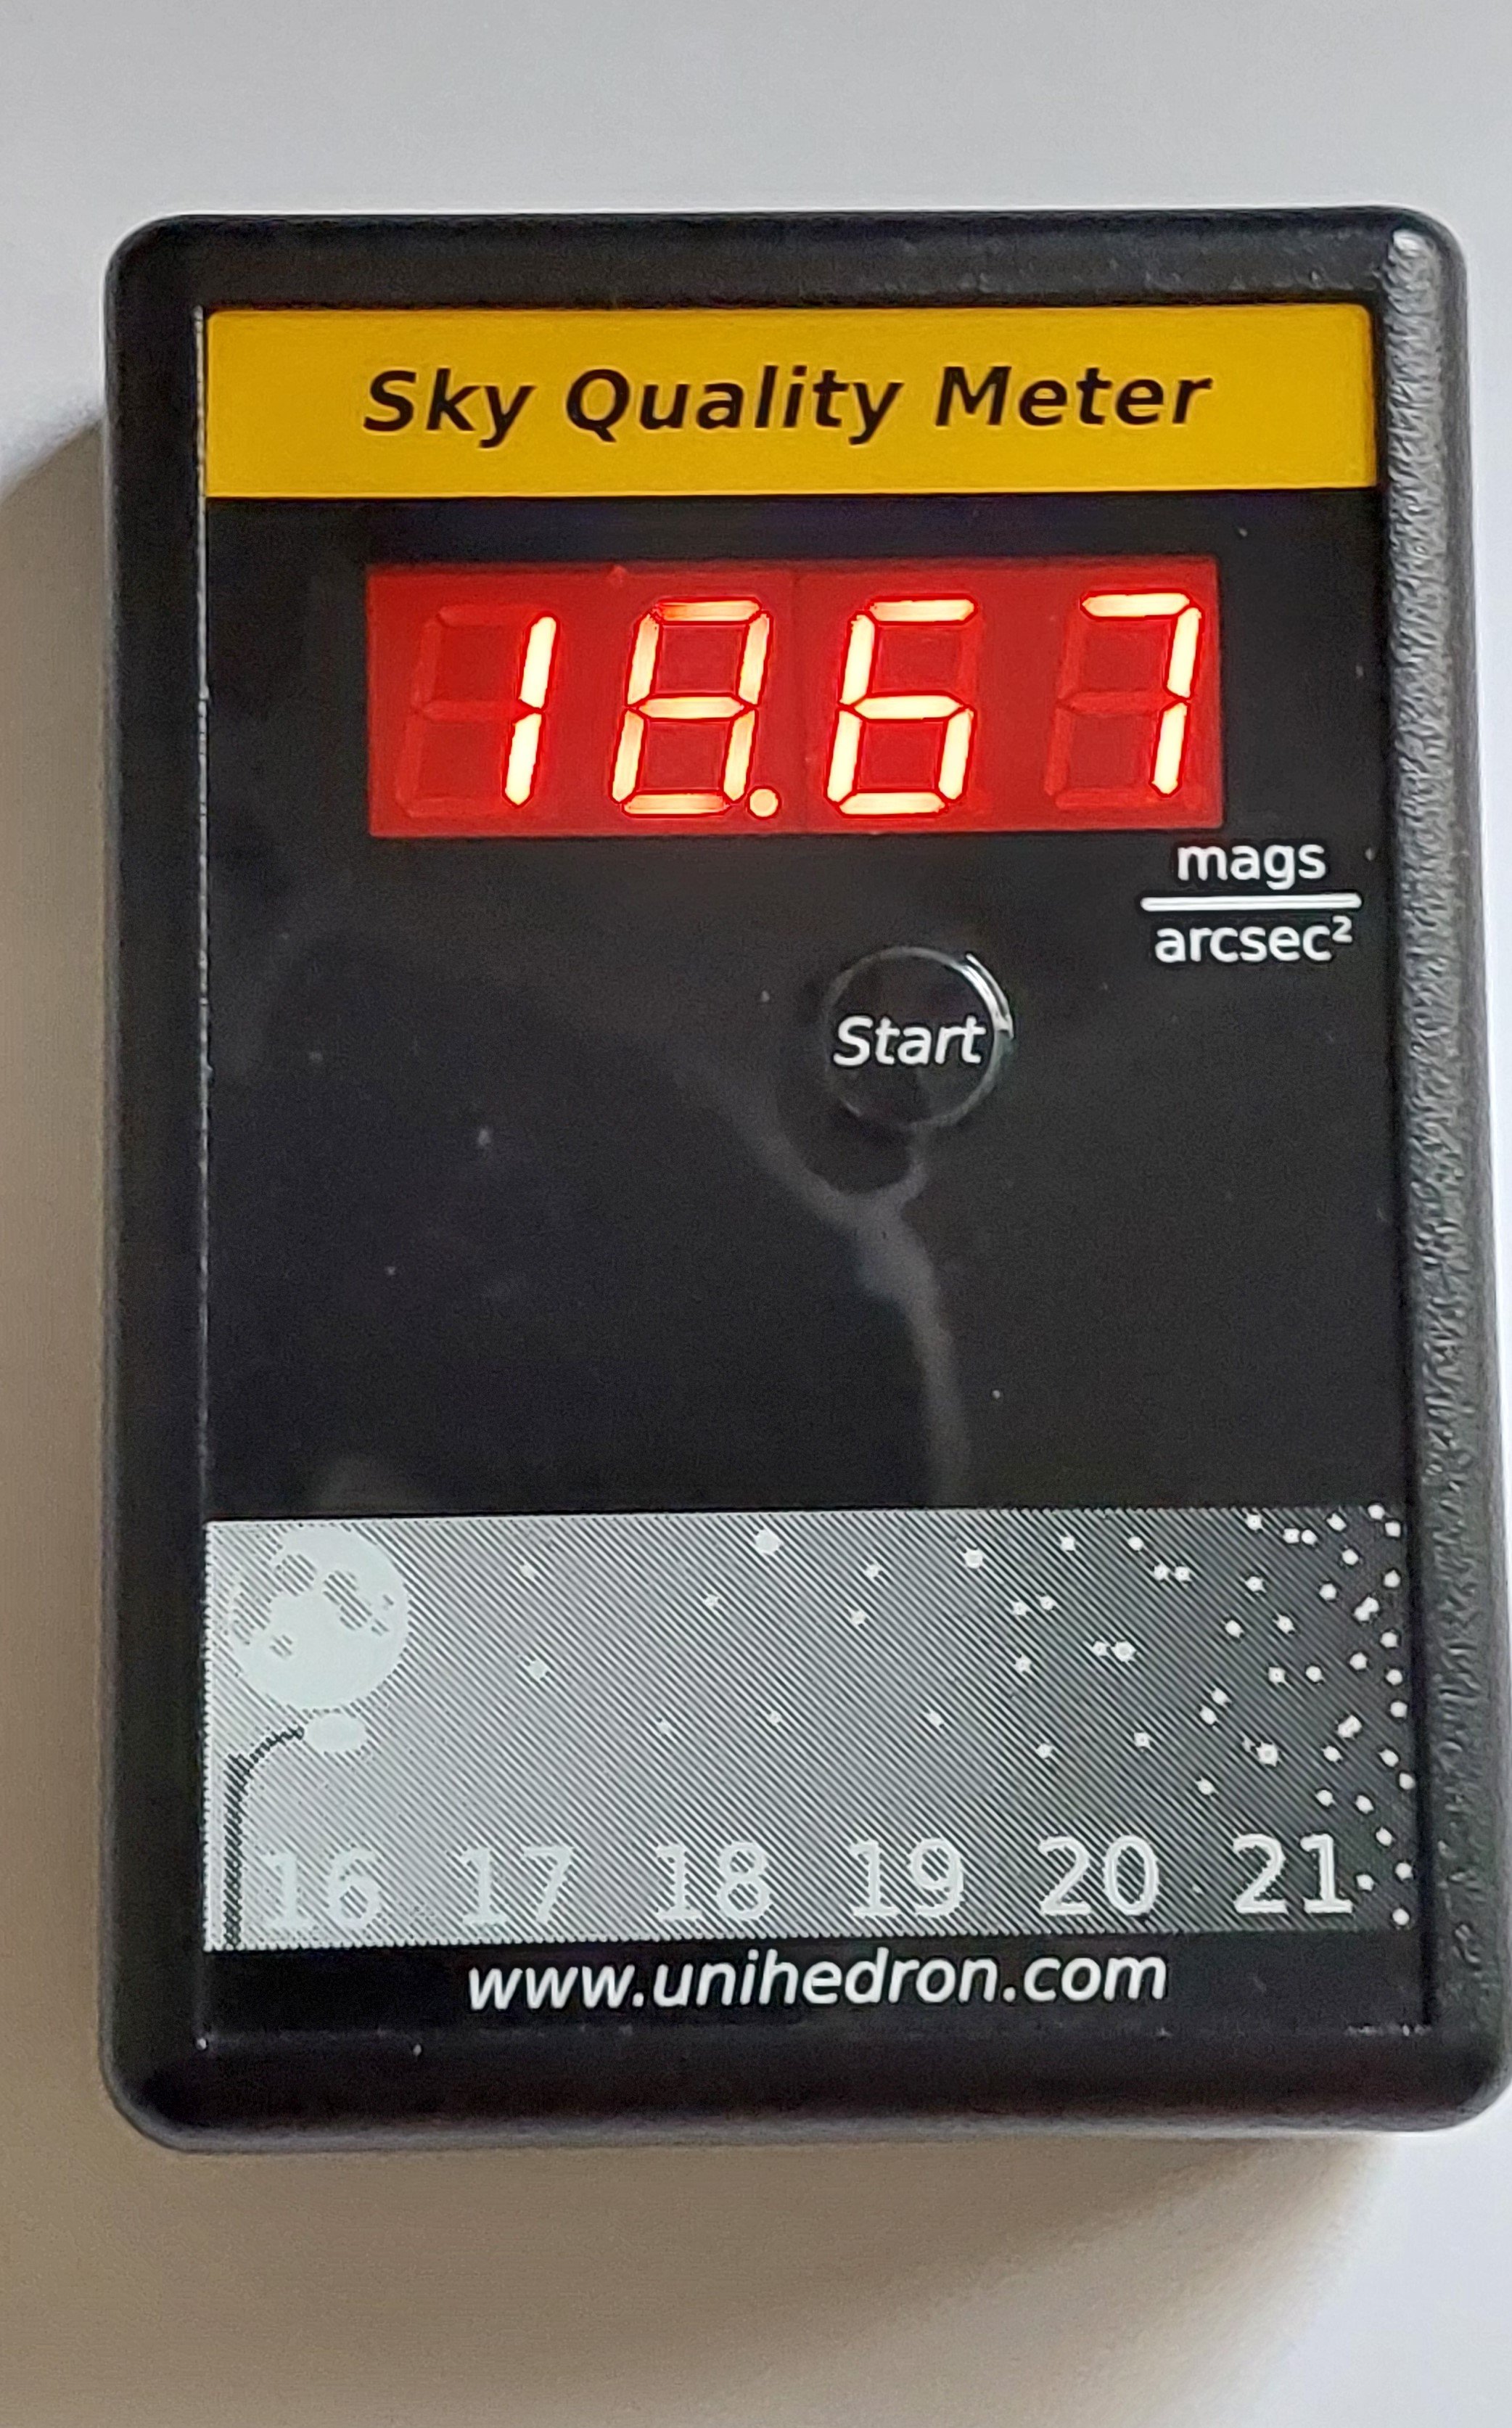 Sky Quality Meter
18.67
mags
arcsec²
Start
16 17 18 19 20 21
www.unihedron.com